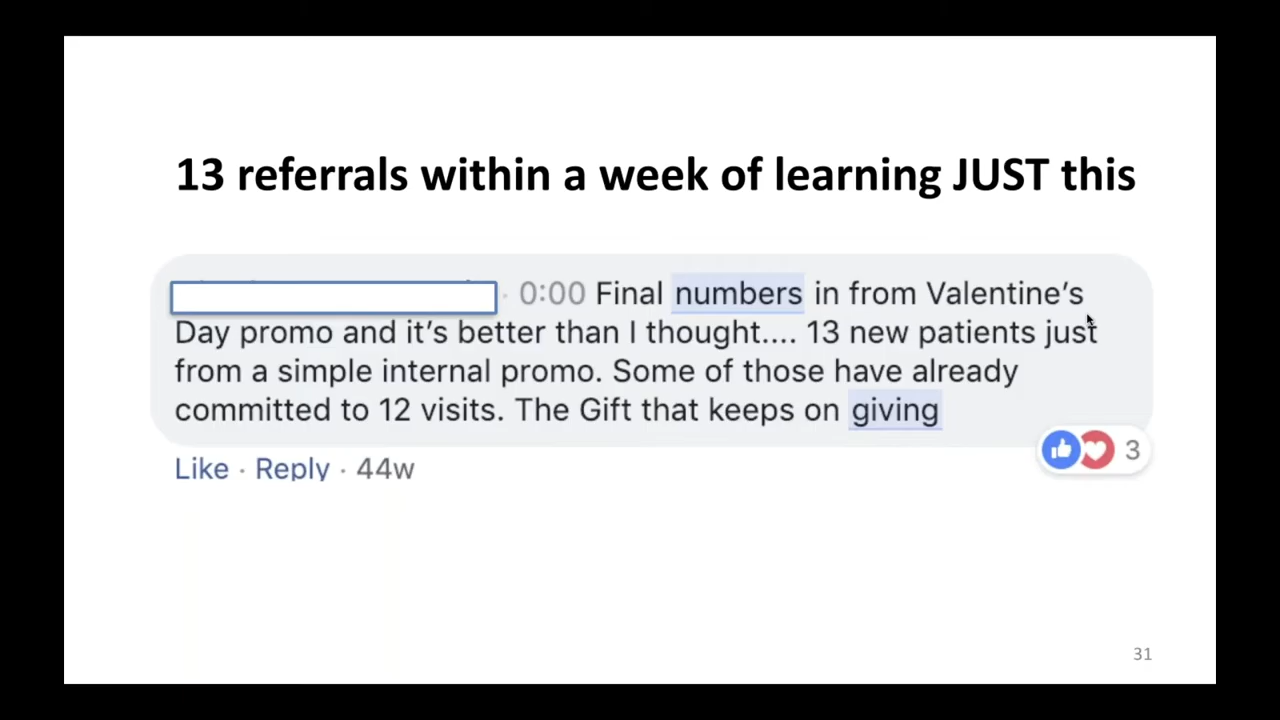 13 referrals within a week of learning JUST this
· 0:00 Final numbers in from Valentine's
Day promo and it's better than I thought.... 13 new patients just
from a simple internal promo. Some of those have already
committed to 12 visits. The Gift that keeps on giving
3
Like · Reply · 44w
31